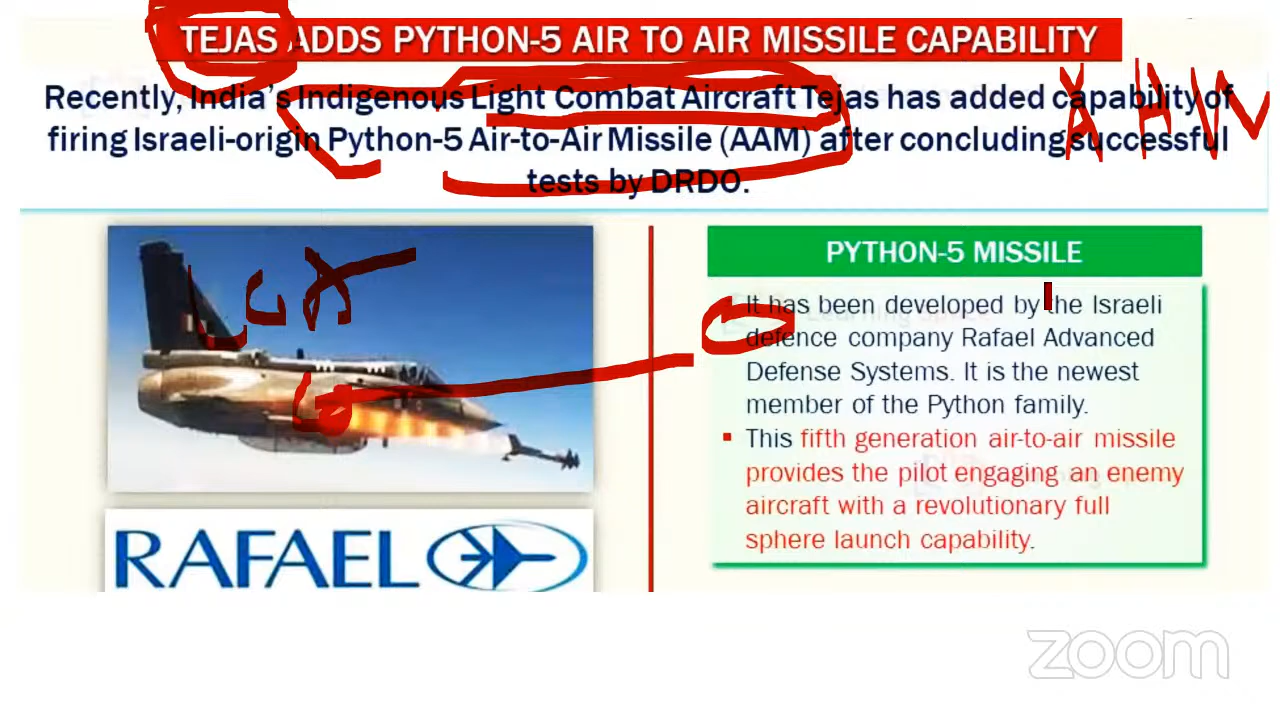 TEJAS ADDS PYTHON-5 AIR TO AIR MISSILE CAPABILITY
Recently, India's Indigenous Light Combat Aircraft Tejas has added capability of
firing Israeli-origin Python-5 Air-to-Air Missile (AAM) after concluding successful
tests by DRDO.
LCA
RAFAEL
PYTHON-5 MISSILE
It has been developed by the Israeli
defence company Rafael Advanced
Defense Systems. It is the newest
member of the Python family.
This fifth generation air-to-air missile
provides the pilot engaging an enemy
aircraft with a revolutionary full
sphere launch capability.
zoom